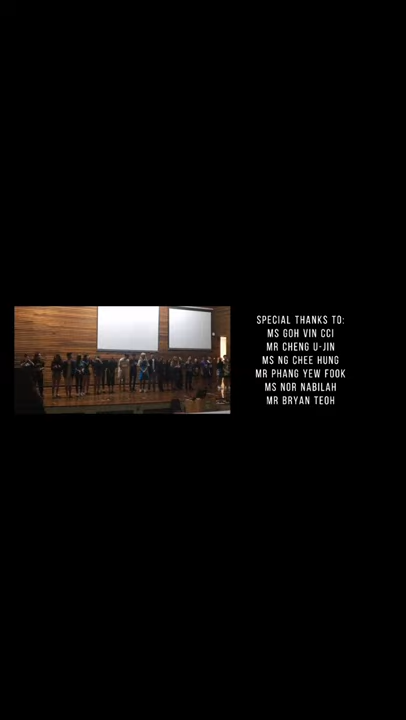 SPECIAL THANKS TO:
MS GOH VIN CCI
MR CHENG U-JIN
MS NG CHEE HUNG
MR PHANG YEW FOOK
MS NOR NABILAH
MR BRYAN TEOH